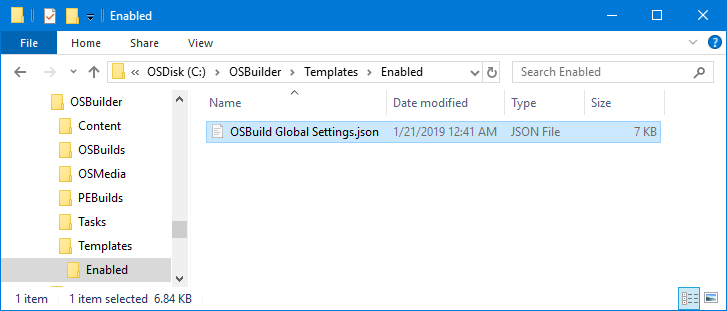 Enabled
File Home Share View
OSDisk (C:) OSBuilder Templates Enabled Search Enabled
Name Date modified Type Size
OSBuilder
Content
OSBuilds
OSMedia
PEBuilds
Tasks
Templates
Enabled
OSBuild Global Settings.json 1/21/2019 12:41 AM JSON File 7 KB
1 item 1 item selected 6.84 KB